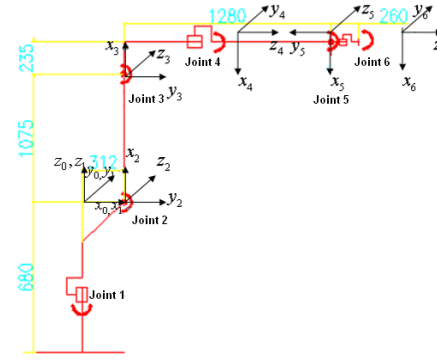 1280
260
y4
z5
y6
235
x3
z3
Joint 4
z4
y5
Joint 6
z
Joint 3
y3
x4
x5
Joint 5
x6
1075
312
x2
z2
z0, z1
y0, y
x0, x1
y2
Joint 2
680
Joint 1